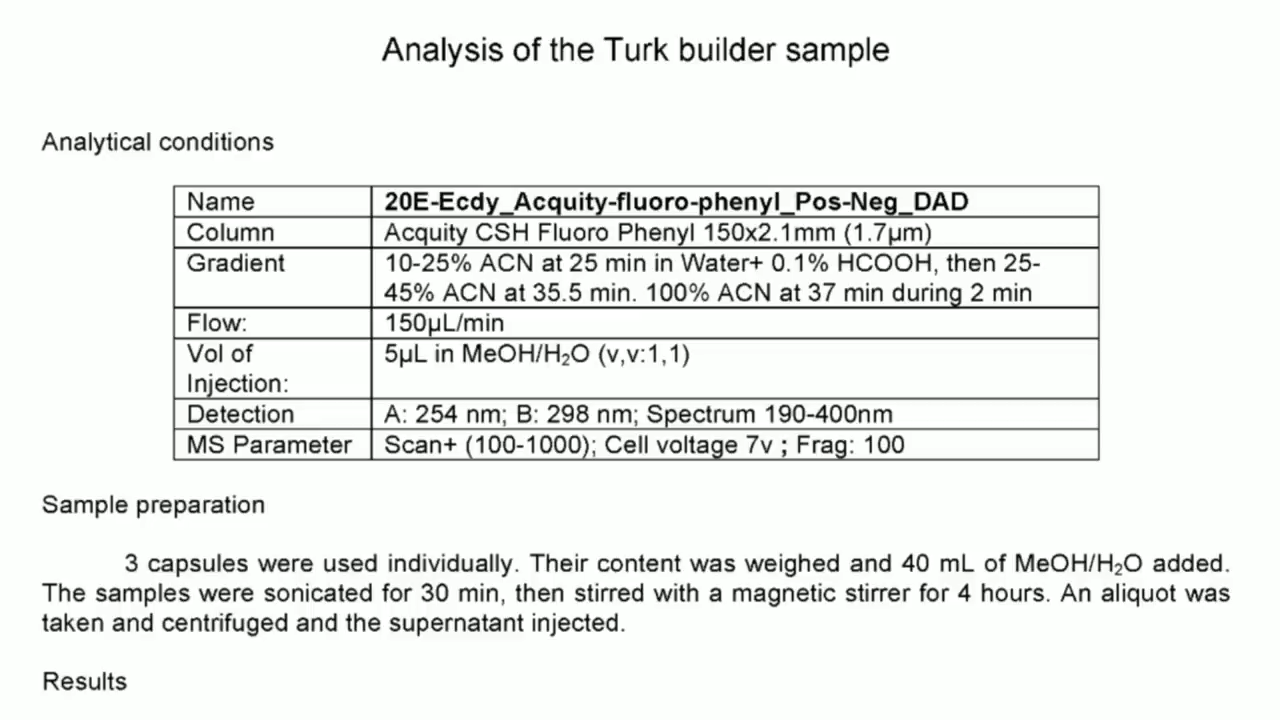 Analysis of the Turk builder sample
Analytical conditions
Name 20E-Ecdy_Acquity-fluoro-phenyl_Pos-Neg_DAD
Column Acquity CSH Fluoro Phenyl 150x2.1mm (1.7µm)
Gradient 10-25% ACN at 25 min in Water+ 0.1% HCOOH, then 25-
45% ACN at 35.5 min. 100% ACN at 37 min during 2 min
Flow: 150µL/min
Vol of 5µL in MeOH/H₂O (v,v:1,1)
Injection:
Detection A: 254 nm; B: 298 nm; Spectrum 190-400nm
MS Parameter Scan+ (100-1000); Cell voltage 7v ; Frag: 100
Sample preparation
3 capsules were used individually. Their content was weighed and 40 mL of MeOH/H₂O added.
The samples were sonicated for 30 min, then stirred with a magnetic stirrer for 4 hours. An aliquot was
taken and centrifuged and the supernatant injected.
Results